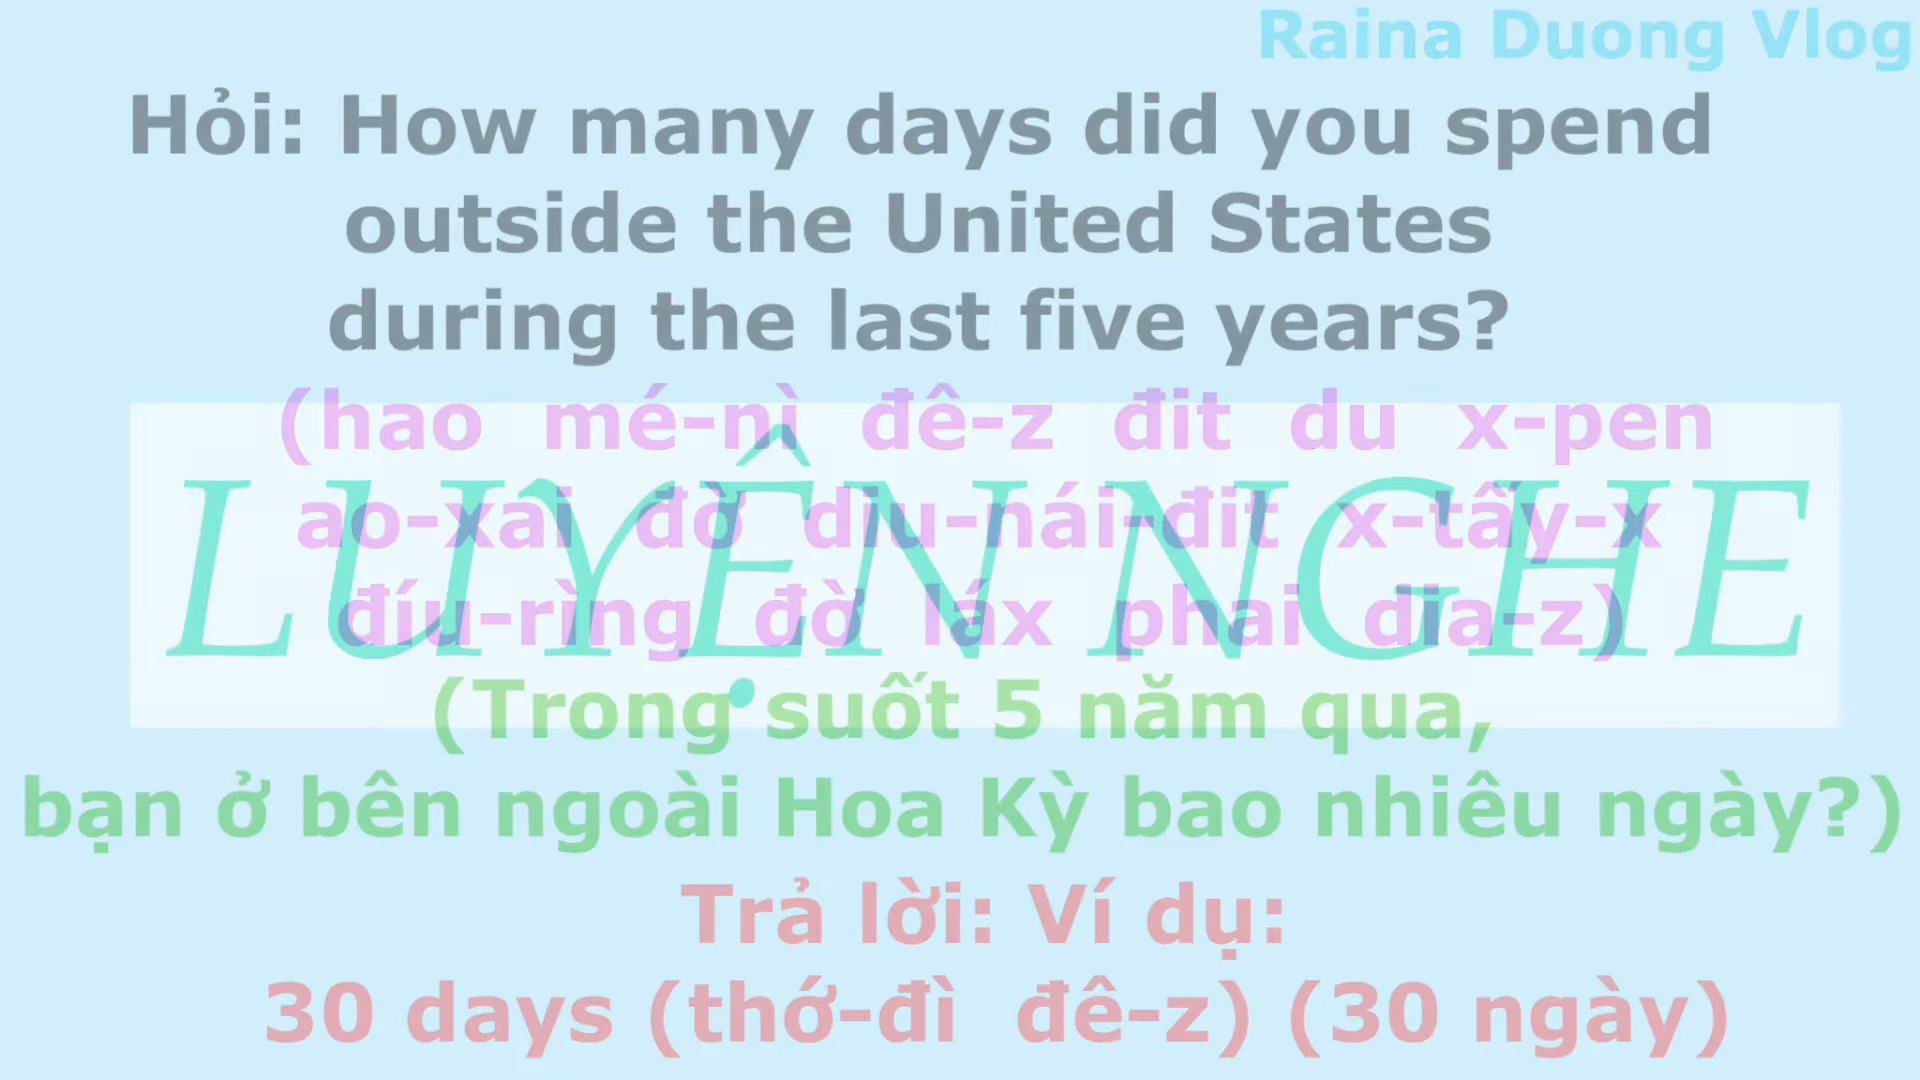 Raina Duong Vlog
Hỏi: How many days did you spend
outside the United States
during the last five years?
(hao mé-nì đê-z đit du x-pen
ao-xai đờ diu-nái-đit x-tấy-x
LUYỆN NGHE
đíu-rìng đờ láx phai dia-z)
(Trong suốt 5 năm qua,
bạn ở bên ngoài Hoa Kỳ bao nhiêu ngày?)
Trả lời: Ví dụ:
30 days (thớ-đì đê-z) (30 ngày)